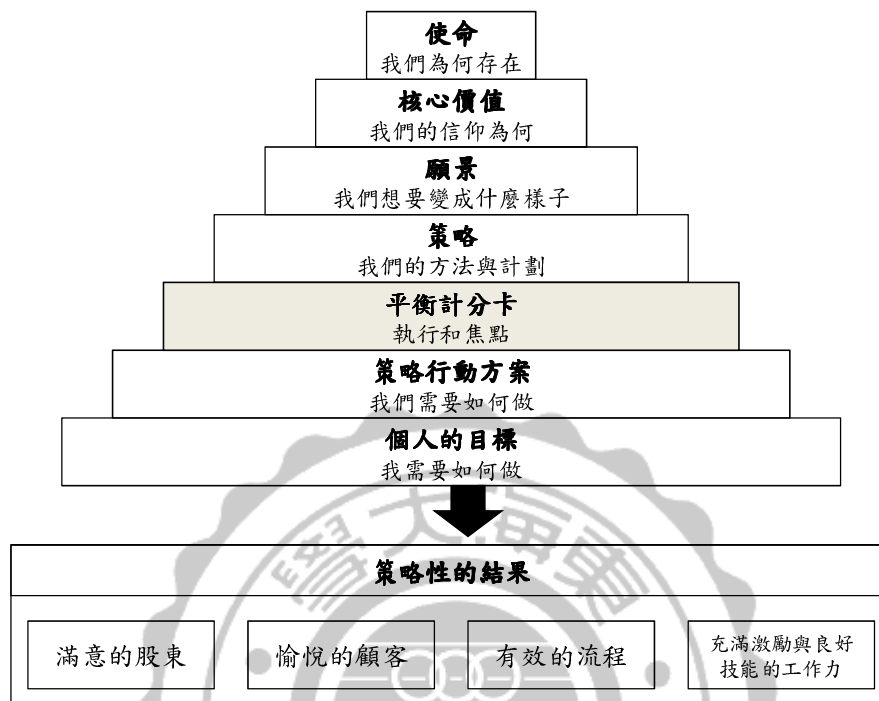 使命
我們為何存在
核心價值
我們的信仰為何
願景
我們想要變成什麼樣子
策略
我們的方法與計劃
平衡計分卡
執行和焦點
策略行動方案
我們需要如何做
個人的目標
我需要如何做
學大海東
策略性的結果
滿意的股東
愉悅的顧客
有效的流程
充滿激勵與良好
技能的工作力